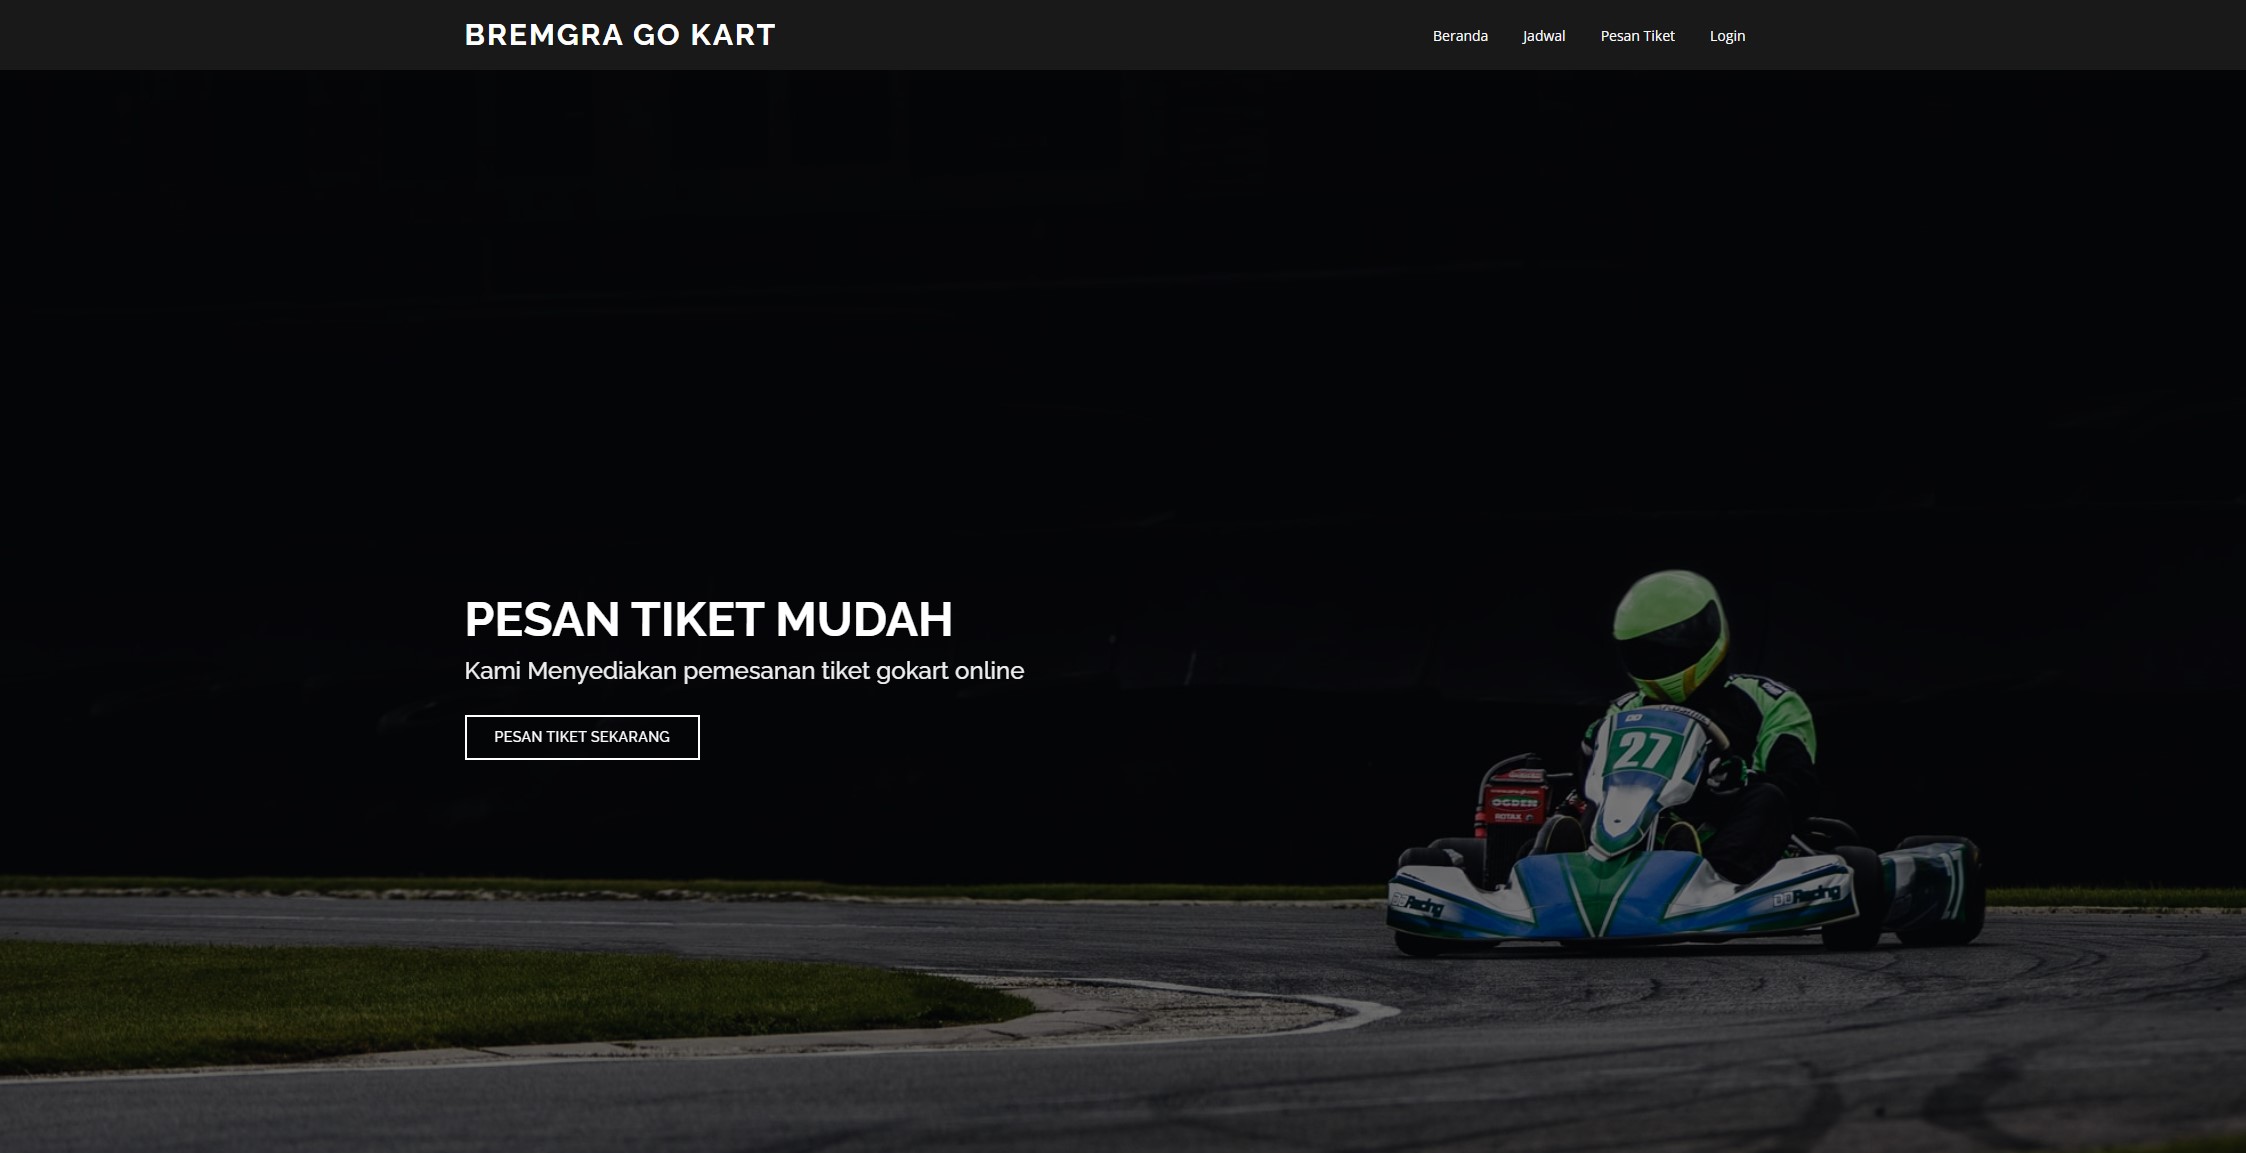 BREMGRA GO KART
Beranda Jadwal Pesan Tiket Login
PESAN TIKET MUDAH
Kami Menyediakan pemesanan tiket gokart online
PESAN TIKET SEKARANG
27
OGDEN
ROTAX
Racing
Racing